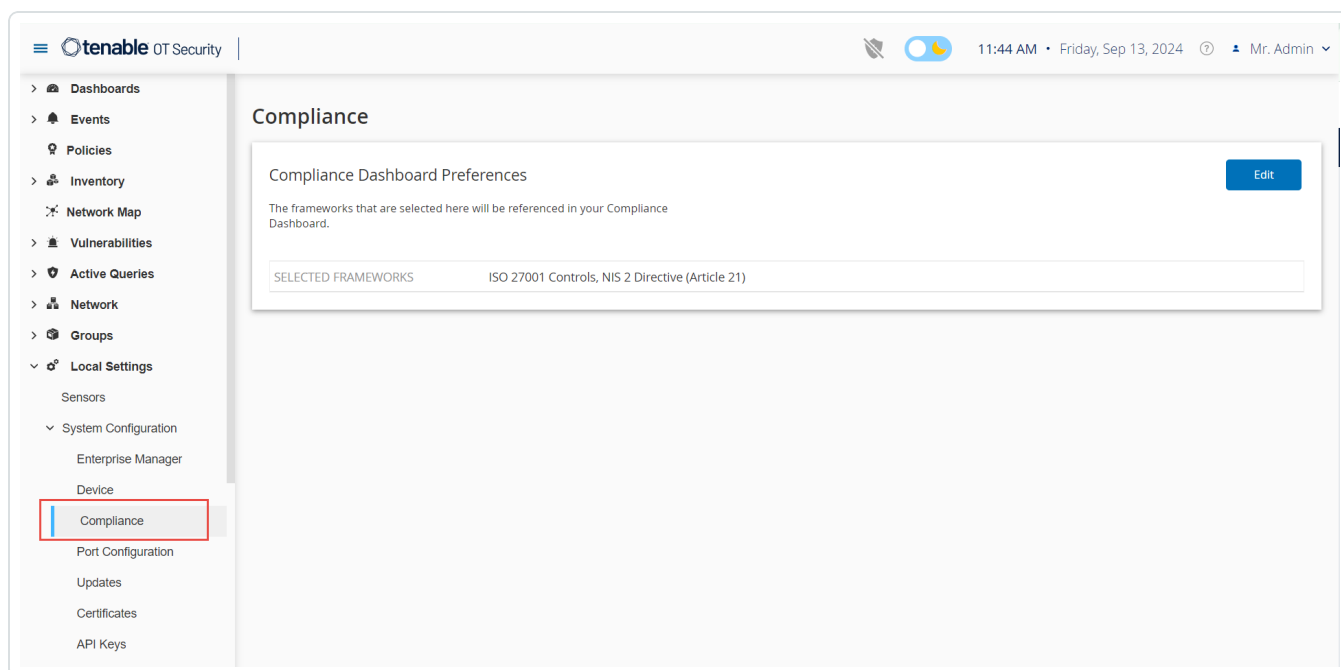 tenable OT Security
11:44 AM • Friday, Sep 13, 2024 ? Mr. Admin
Dashboards
Events
Policies
Inventory
Network Map
Vulnerabilities
Active Queries
Network
Groups
Local Settings
Sensors
System Configuration
Enterprise Manager
Device
Compliance
Port Configuration
Updates
Certificates
API Keys
Compliance
Compliance Dashboard Preferences
Edit
The frameworks that are selected here will be referenced in your Compliance
Dashboard.
SELECTED FRAMEWORKS ISO 27001 Controls, NIS 2 Directive (Article 21)